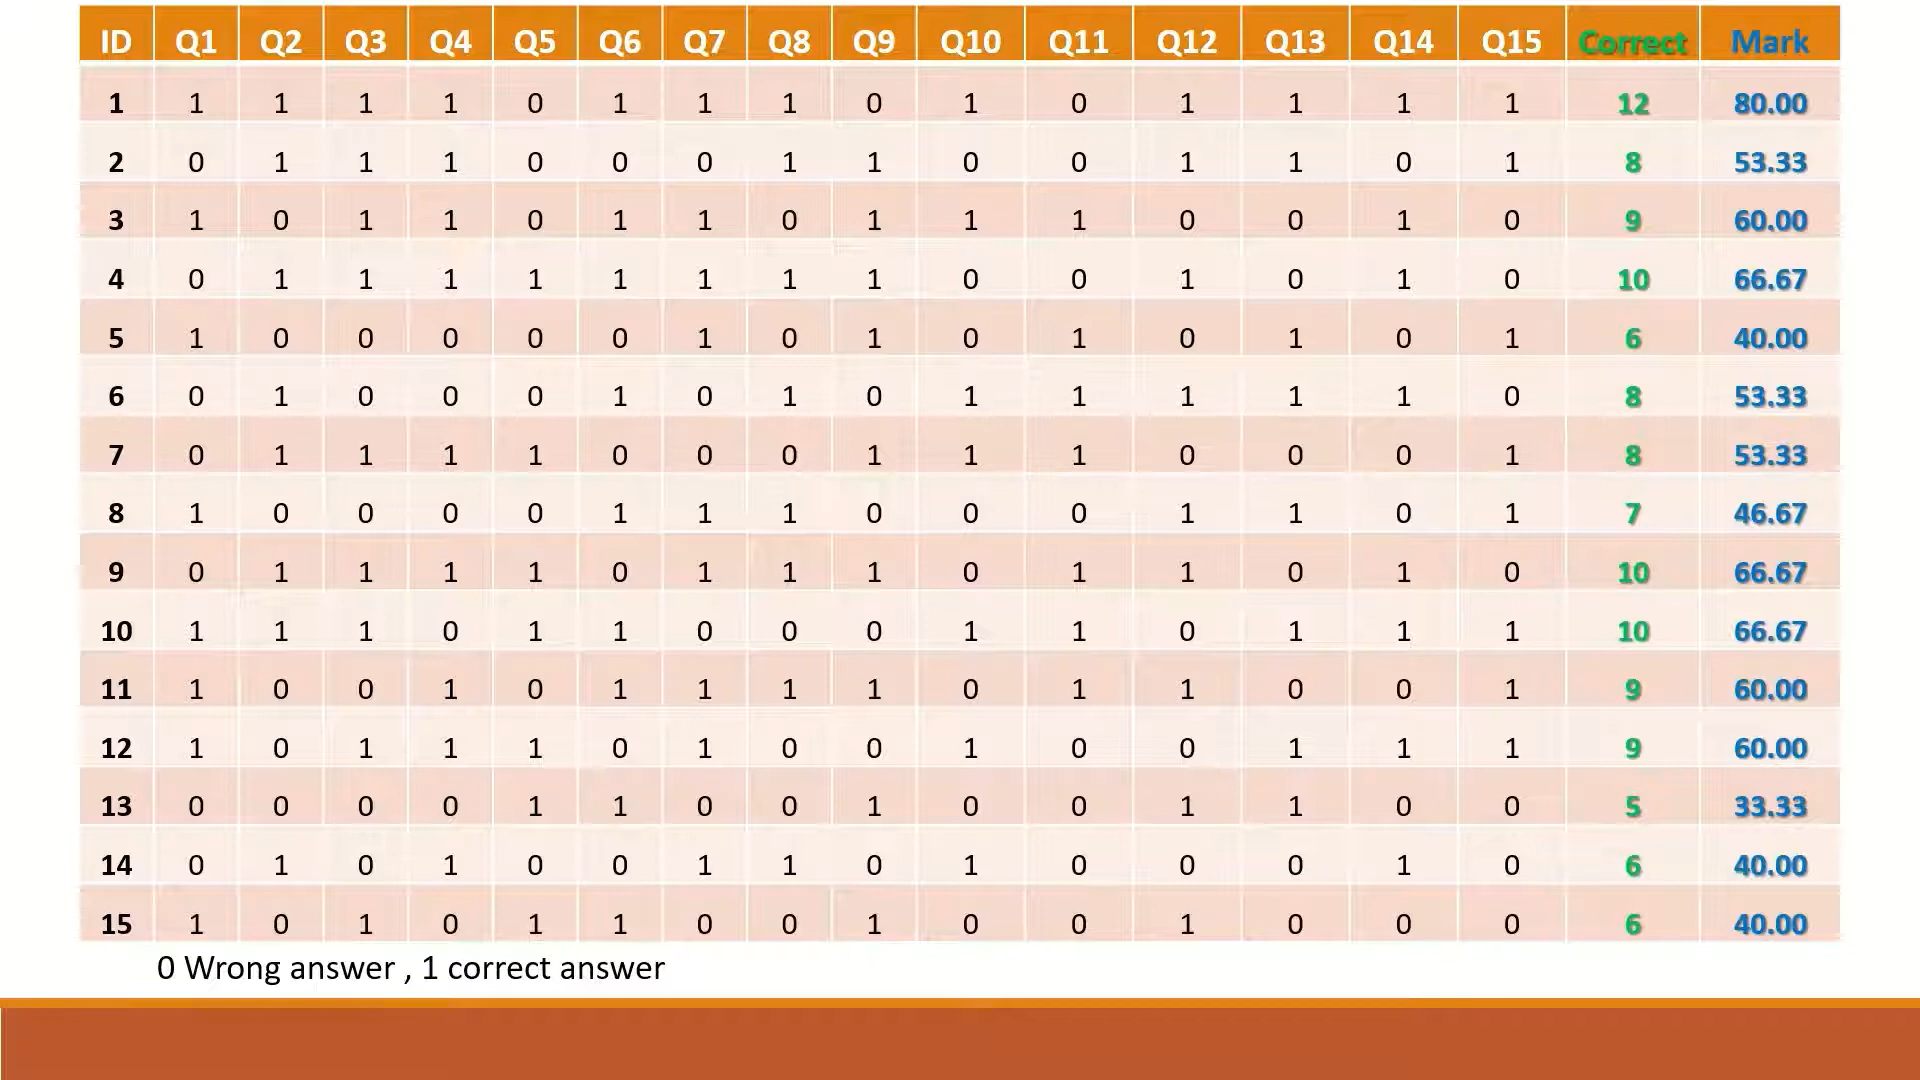 ID Q1 Q2 Q3 Q4 Q5 Q6 Q7 Q8 Q9 Q10 Q11 Q12 Q13 Q14 Q15 Correct Mark
1 1 1 1 1 0 1 1 1 0 1 0 1 1 1 1 12 80.00
2 0 1 1 1 0 0 0 1 1 0 0 1 1 0 1 8 53.33
3 1 0 1 1 0 1 1 0 1 1 1 0 0 1 0 9 60.00
4 0 1 1 1 1 1 1 1 1 0 0 1 0 1 0 10 66.67
5 1 0 0 0 0 0 1 0 1 0 1 0 1 0 1 6 40.00
6 0 1 0 0 0 1 0 1 0 1 1 1 1 1 0 8 53.33
7 0 1 1 1 1 0 0 0 1 1 1 0 0 0 1 8 53.33
8 1 0 0 0 0 1 1 1 0 0 0 1 1 0 1 7 46.67
9 0 1 1 1 1 0 1 1 1 0 1 1 0 1 0 10 66.67
10 1 1 1 0 1 1 0 0 0 1 1 0 1 1 1 10 66.67
11 1 0 0 1 0 1 1 1 1 0 1 1 0 0 1 9 60.00
12 1 0 1 1 1 0 1 0 0 1 0 0 1 1 1 9 60.00
13 0 0 0 0 1 1 0 0 1 0 0 1 1 0 0 5 33.33
14 0 1 0 1 0 0 1 1 0 1 0 0 0 1 0 6 40.00
15 1 0 1 0 1 1 0 0 1 0 0 1 0 0 0 6 40.00
0 Wrong answer , 1 correct answer